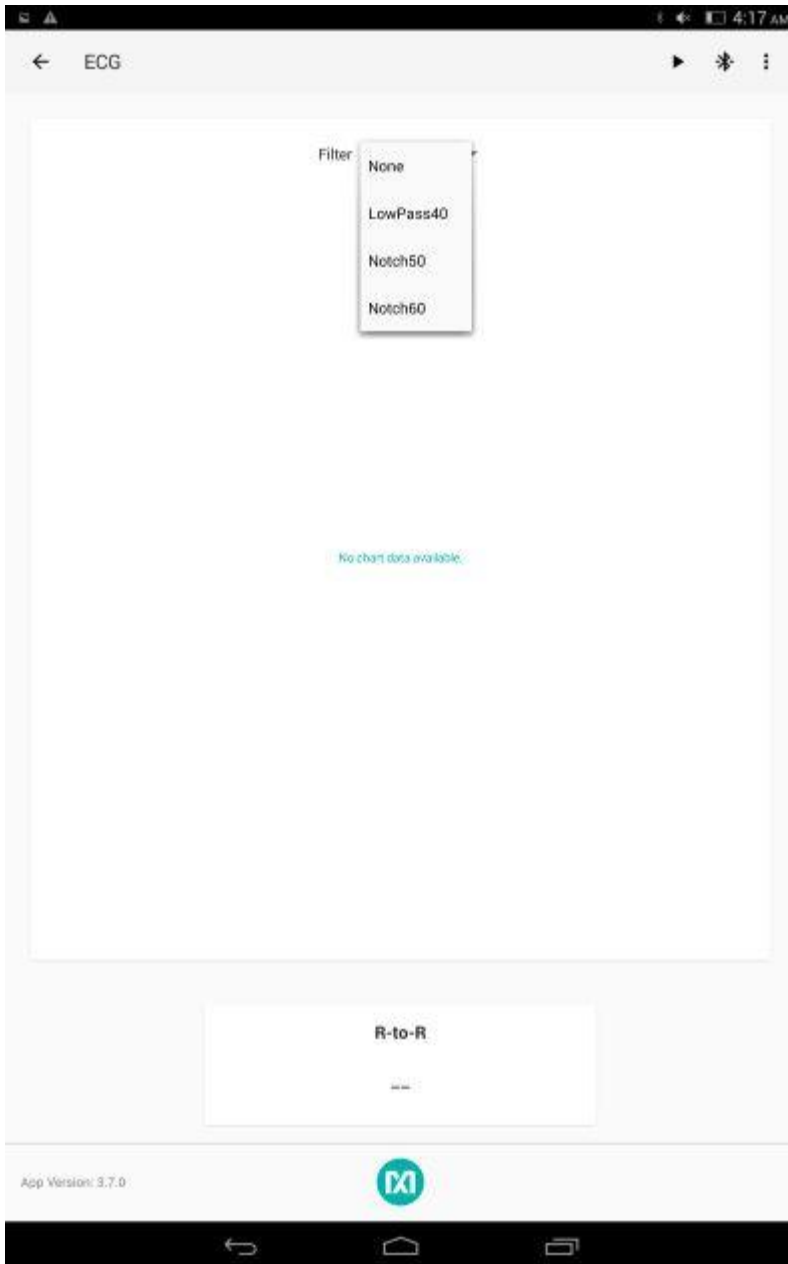 4:17 AM
ECG
Filter
None
LowPass40
Notch50
Notch60
No chart data available.
R-to-R
--
App Version: 3.7.0